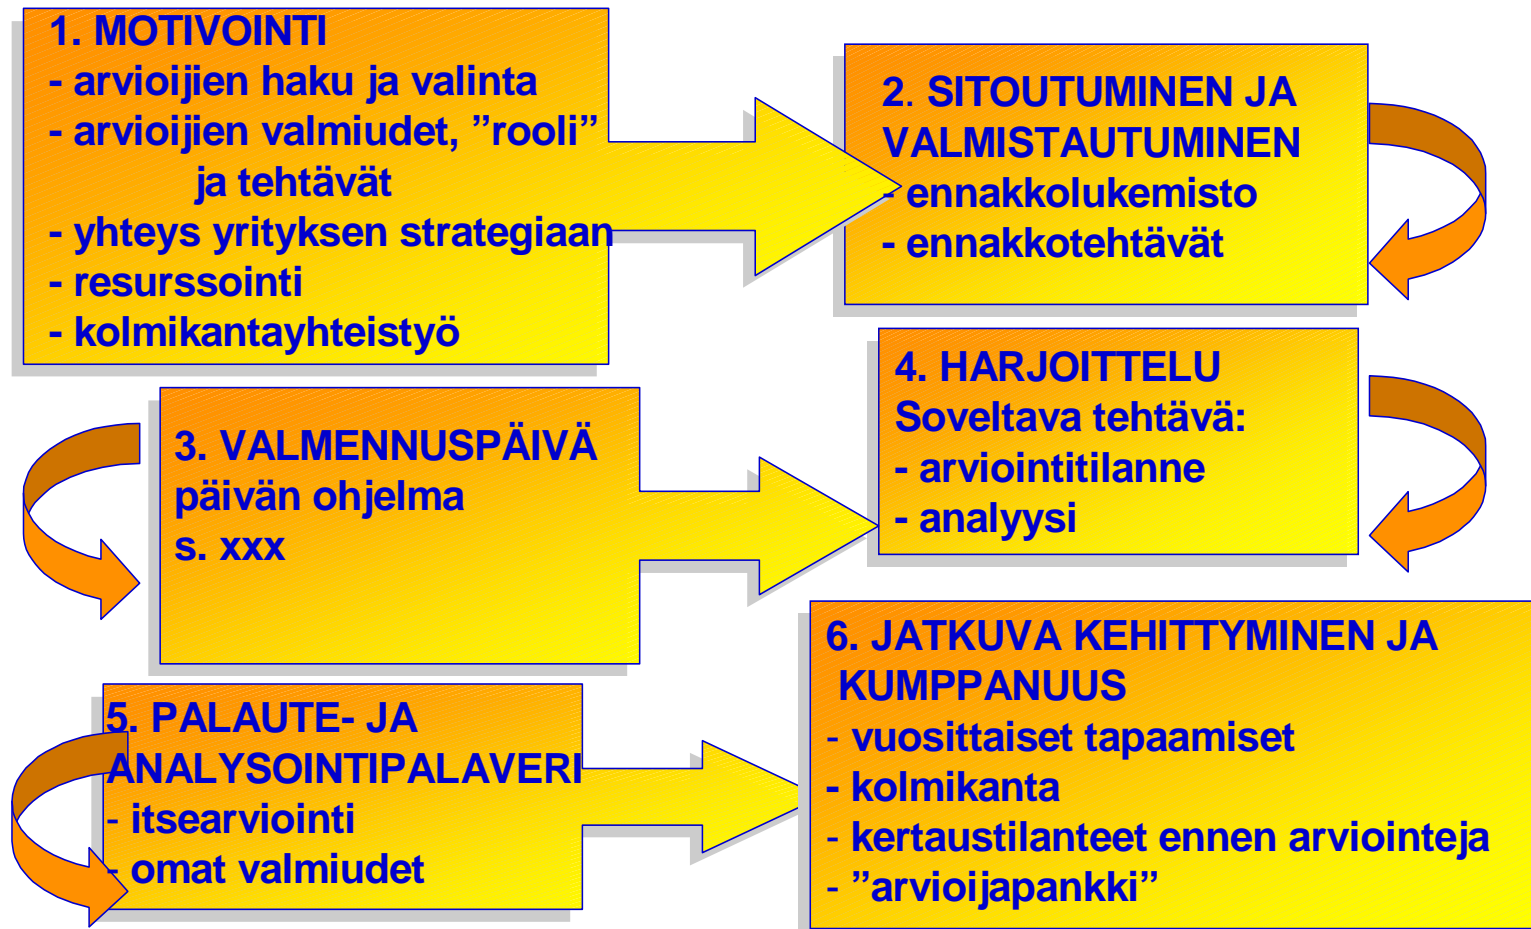 1. MOTIVOINTI
- arvioijien haku ja valinta
- arvioijien valmiudet, ”rooli”
ja tehtävät
- yhteys yrityksen strategiaan
- resurssointi
- kolmikantayhteistyö
2. SITOUTUMINEN JA
VALMISTAUTUMINEN
- ennakkolukemisto
- ennakkotehtävät
3. VALMENNUSPÄIVÄ
päivän ohjelma
s. xxx
4. HARJOITTELU
Soveltava tehtävä:
- arviointitilanne
- analyysi
5. PALAUTE- JA
ANALYSOINTIPALAVERI
- itsearviointi
- omat valmiudet
6. JATKUVA KEHITTYMINEN JA
KUMPPANUUS
- vuosittaiset tapaamiset
- kolmikanta
- kertaustilanteet ennen arviointeja
- ”arvioijapankki”